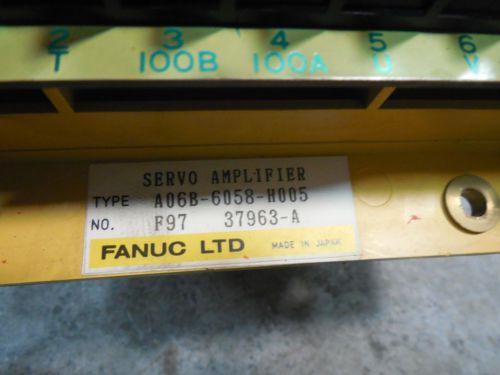 2 3 4 5 6
T 100B 100A U V
SERVO AMPLIFIER
TYPE A06B-6058-H005
NO. F97 37963-A
FANUC LTD MADE IN JAPAN